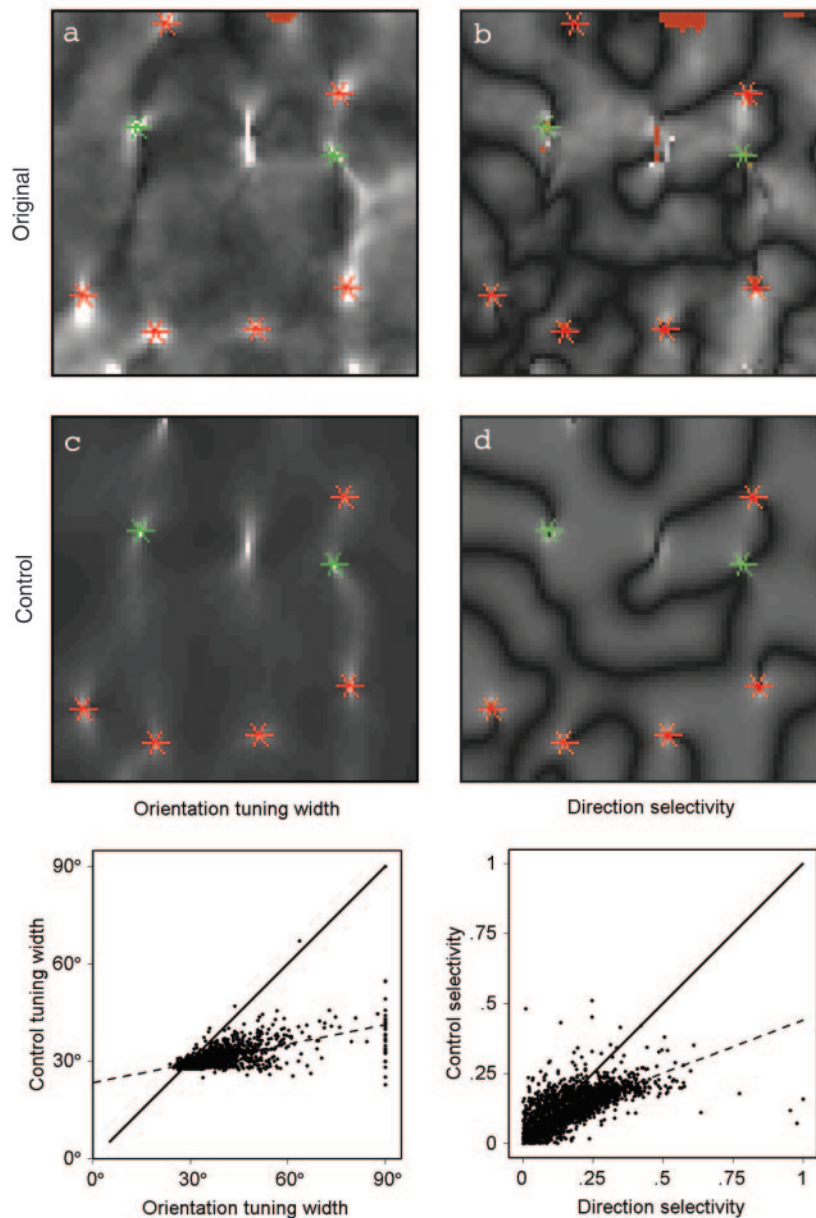 a
b
Original
c
d
Control
Orientation tuning width
Direction selectivity
90°
60°
30°
0°
Control tuning width
0°
30°
60°
90°
Orientation tuning width
1
.75
.5
.25
0
Control selectivity
0
.25
.5
.75
1
Direction selectivity